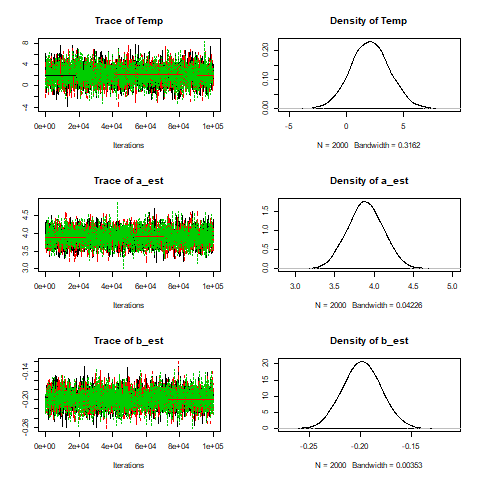 Trace of Temp
8
4
0
-4
0e+00 2e+04 4e+04 6e+04 8e+04 1e+05
Iterations
Density of Temp
0.20
0.10
0.00
-5 0 5
N = 2000 Bandwidth = 0.3162
Trace of a_est
4.5
4.0
3.5
3.0
0e+00 2e+04 4e+04 6e+04 8e+04 1e+05
Iterations
Density of a_est
1.5
1.0
0.5
0.0
3.0 3.5 4.0 4.5 5.0
N = 2000 Bandwidth = 0.04226
Trace of b_est
-0.14
-0.20
-0.26
0e+00 2e+04 4e+04 6e+04 8e+04 1e+05
Iterations
Density of b_est
20
15
10
5
0
-0.25 -0.20 -0.15
N = 2000 Bandwidth = 0.00353